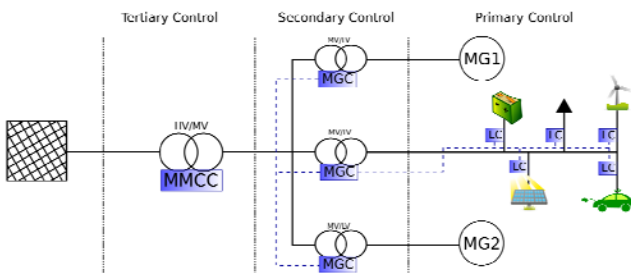 Tertiary Control
Secondary Control
Primary Control
HV/MV
MMCC
MV/LV
MGC
MG1
MV/LV
MGC
LC
LC
LC
LC
LC
MV/LV
MGC
MG2